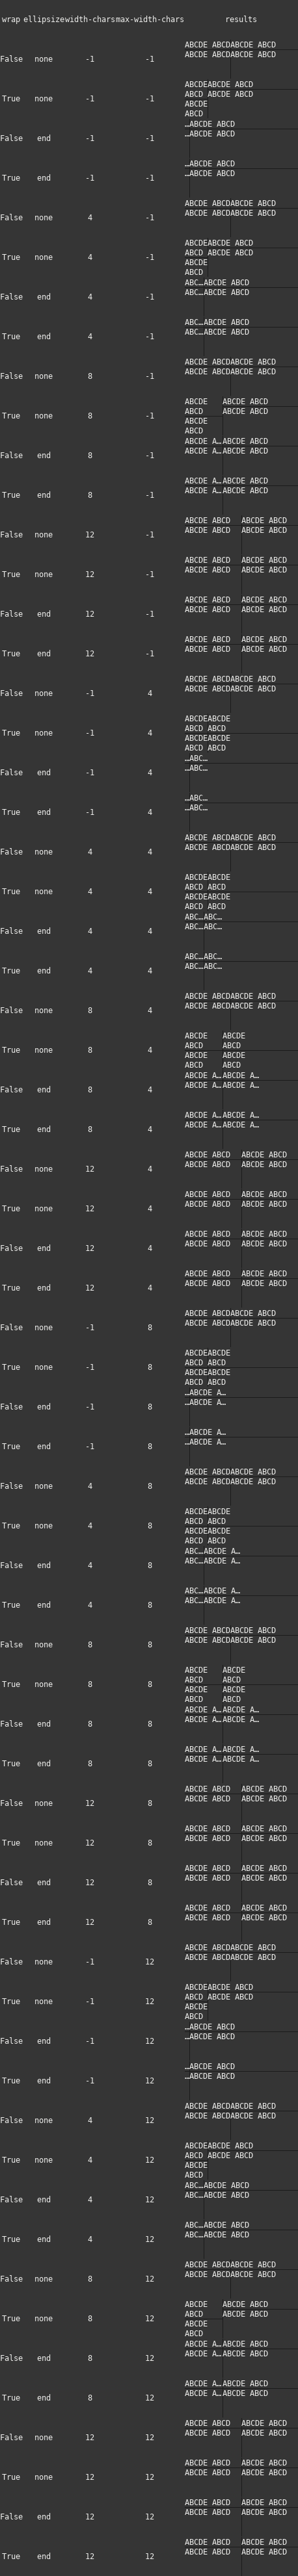 wrap ellipsize width-chars max-width-chars results
False none -1 -1
ABCDE ABCDABCDE ABCD
ABCDE ABCDABCDE ABCD
True none -1 -1
ABCDEABCDE ABCD
ABCD ABCDE ABCD
ABCDE
ABCD
False end -1 -1
…ABCDE ABCD
…ABCDE ABCD
True end -1 -1
…ABCDE ABCD
…ABCDE ABCD
False none 4 -1
ABCDE ABCDABCDE ABCD
ABCDE ABCDABCDE ABCD
True none 4 -1
ABCDEABCDE ABCD
ABCD ABCDE ABCD
ABCDE
ABCD
False end 4 -1
ABC…ABCDE ABCD
ABC…ABCDE ABCD
True end 4 -1
ABC…ABCDE ABCD
ABC…ABCDE ABCD
False none 8 -1
ABCDE ABCDABCDE ABCD
ABCDE ABCDABCDE ABCD
True none 8 -1
ABCDE ABCDE ABCD
ABCD ABCDE ABCD
ABCDE
ABCD
False end 8 -1
ABCDE A…ABCDE ABCD
ABCDE A…ABCDE ABCD
True end 8 -1
ABCDE A…ABCDE ABCD
ABCDE A…ABCDE ABCD
False none 12 -1
ABCDE ABCD ABCDE ABCD
ABCDE ABCD ABCDE ABCD
True none 12 -1
ABCDE ABCD ABCDE ABCD
ABCDE ABCD ABCDE ABCD
False end 12 -1
ABCDE ABCD ABCDE ABCD
ABCDE ABCD ABCDE ABCD
True end 12 -1
ABCDE ABCD ABCDE ABCD
ABCDE ABCD ABCDE ABCD
False none -1 4
ABCDE ABCDABCDE ABCD
ABCDE ABCDABCDE ABCD
True none -1 4
ABCDEABCDE
ABCD ABCD
ABCDEABCDE
ABCD ABCD
False end -1 4
…ABC…
…ABC…
True end -1 4
…ABC…
…ABC…
False none 4 4
ABCDE ABCDABCDE ABCD
ABCDE ABCDABCDE ABCD
True none 4 4
ABCDEABCDE
ABCD ABCD
ABCDEABCDE
ABCD ABCD
False end 4 4
ABC…ABC…
ABC…ABC…
True end 4 4
ABC…ABC…
ABC…ABC…
False none 8 4
ABCDE ABCDABCDE ABCD
ABCDE ABCDABCDE ABCD
True none 8 4
ABCDE ABCDE
ABCD ABCD
ABCDE ABCDE
ABCD ABCD
False end 8 4
ABCDE A…ABCDE A…
ABCDE A…ABCDE A…
True end 8 4
ABCDE A…ABCDE A…
ABCDE A…ABCDE A…
False none 12 4
ABCDE ABCD ABCDE ABCD
ABCDE ABCD ABCDE ABCD
True none 12 4
ABCDE ABCD ABCDE ABCD
ABCDE ABCD ABCDE ABCD
False end 12 4
ABCDE ABCD ABCDE ABCD
ABCDE ABCD ABCDE ABCD
True end 12 4
ABCDE ABCD ABCDE ABCD
ABCDE ABCD ABCDE ABCD
False none -1 8
ABCDE ABCDABCDE ABCD
ABCDE ABCDABCDE ABCD
True none -1 8
ABCDEABCDE
ABCD ABCD
ABCDEABCDE
ABCD ABCD
False end -1 8
…ABCDE A…
…ABCDE A…
True end -1 8
…ABCDE A…
…ABCDE A…
False none 4 8
ABCDE ABCDABCDE ABCD
ABCDE ABCDABCDE ABCD
True none 4 8
ABCDEABCDE
ABCD ABCD
ABCDEABCDE
ABCD ABCD
False end 4 8
ABC…ABCDE A…
ABC…ABCDE A…
True end 4 8
ABC…ABCDE A…
ABC…ABCDE A…
False none 8 8
ABCDE ABCDABCDE ABCD
ABCDE ABCDABCDE ABCD
True none 8 8
ABCDE ABCDE
ABCD ABCD
ABCDE ABCDE
ABCD ABCD
False end 8 8
ABCDE A…ABCDE A…
ABCDE A…ABCDE A…
True end 8 8
ABCDE A…ABCDE A…
ABCDE A…ABCDE A…
False none 12 8
ABCDE ABCD ABCDE ABCD
ABCDE ABCD ABCDE ABCD
True none 12 8
ABCDE ABCD ABCDE ABCD
ABCDE ABCD ABCDE ABCD
False end 12 8
ABCDE ABCD ABCDE ABCD
ABCDE ABCD ABCDE ABCD
True end 12 8
ABCDE ABCD ABCDE ABCD
ABCDE ABCD ABCDE ABCD
False none -1 12
ABCDE ABCDABCDE ABCD
ABCDE ABCDABCDE ABCD
True none -1 12
ABCDEABCDE ABCD
ABCD ABCDE ABCD
ABCDE
ABCD
False end -1 12
…ABCDE ABCD
…ABCDE ABCD
True end -1 12
…ABCDE ABCD
…ABCDE ABCD
False none 4 12
ABCDE ABCDABCDE ABCD
ABCDE ABCDABCDE ABCD
True none 4 12
ABCDEABCDE ABCD
ABCD ABCDE ABCD
ABCDE
ABCD
False end 4 12
ABC…ABCDE ABCD
ABC…ABCDE ABCD
True end 4 12
ABC…ABCDE ABCD
ABC…ABCDE ABCD
False none 8 12
ABCDE ABCDABCDE ABCD
ABCDE ABCDABCDE ABCD
True none 8 12
ABCDE ABCDE ABCD
ABCD ABCDE ABCD
ABCDE
ABCD
False end 8 12
ABCDE A…ABCDE ABCD
ABCDE A…ABCDE ABCD
True end 8 12
ABCDE A…ABCDE ABCD
ABCDE A…ABCDE ABCD
False none 12 12
ABCDE ABCD ABCDE ABCD
ABCDE ABCD ABCDE ABCD
True none 12 12
ABCDE ABCD ABCDE ABCD
ABCDE ABCD ABCDE ABCD
False end 12 12
ABCDE ABCD ABCDE ABCD
ABCDE ABCD ABCDE ABCD
True end 12 12
ABCDE ABCD ABCDE ABCD
ABCDE ABCD ABCDE ABCD